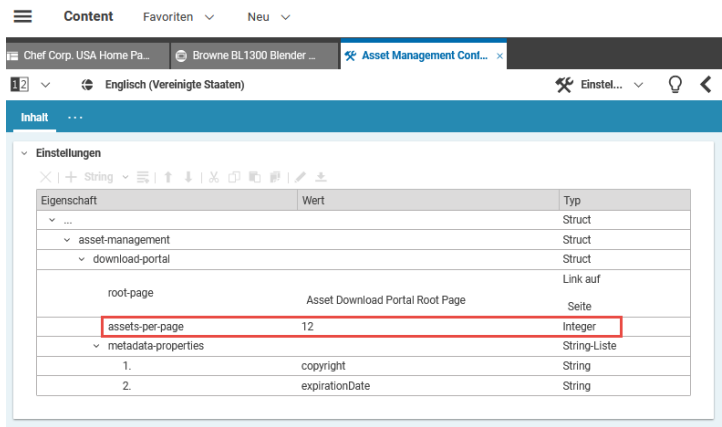 Content Favoriten Neu
Chef Corp. USA Home Pa... Browne BL1300 Blender ... Asset Management Conf... ×
12 Englisch (Vereinigte Staaten) Einstel...
Inhalt ...
Einstellungen
String
Eigenschaft Wert Typ
... Struct
asset-management Struct
download-portal Struct
root-page Asset Download Portal Root Page Link auf
Seite
assets-per-page 12 Integer
metadata-properties String-Liste
1. copyright String
2. expirationDate String